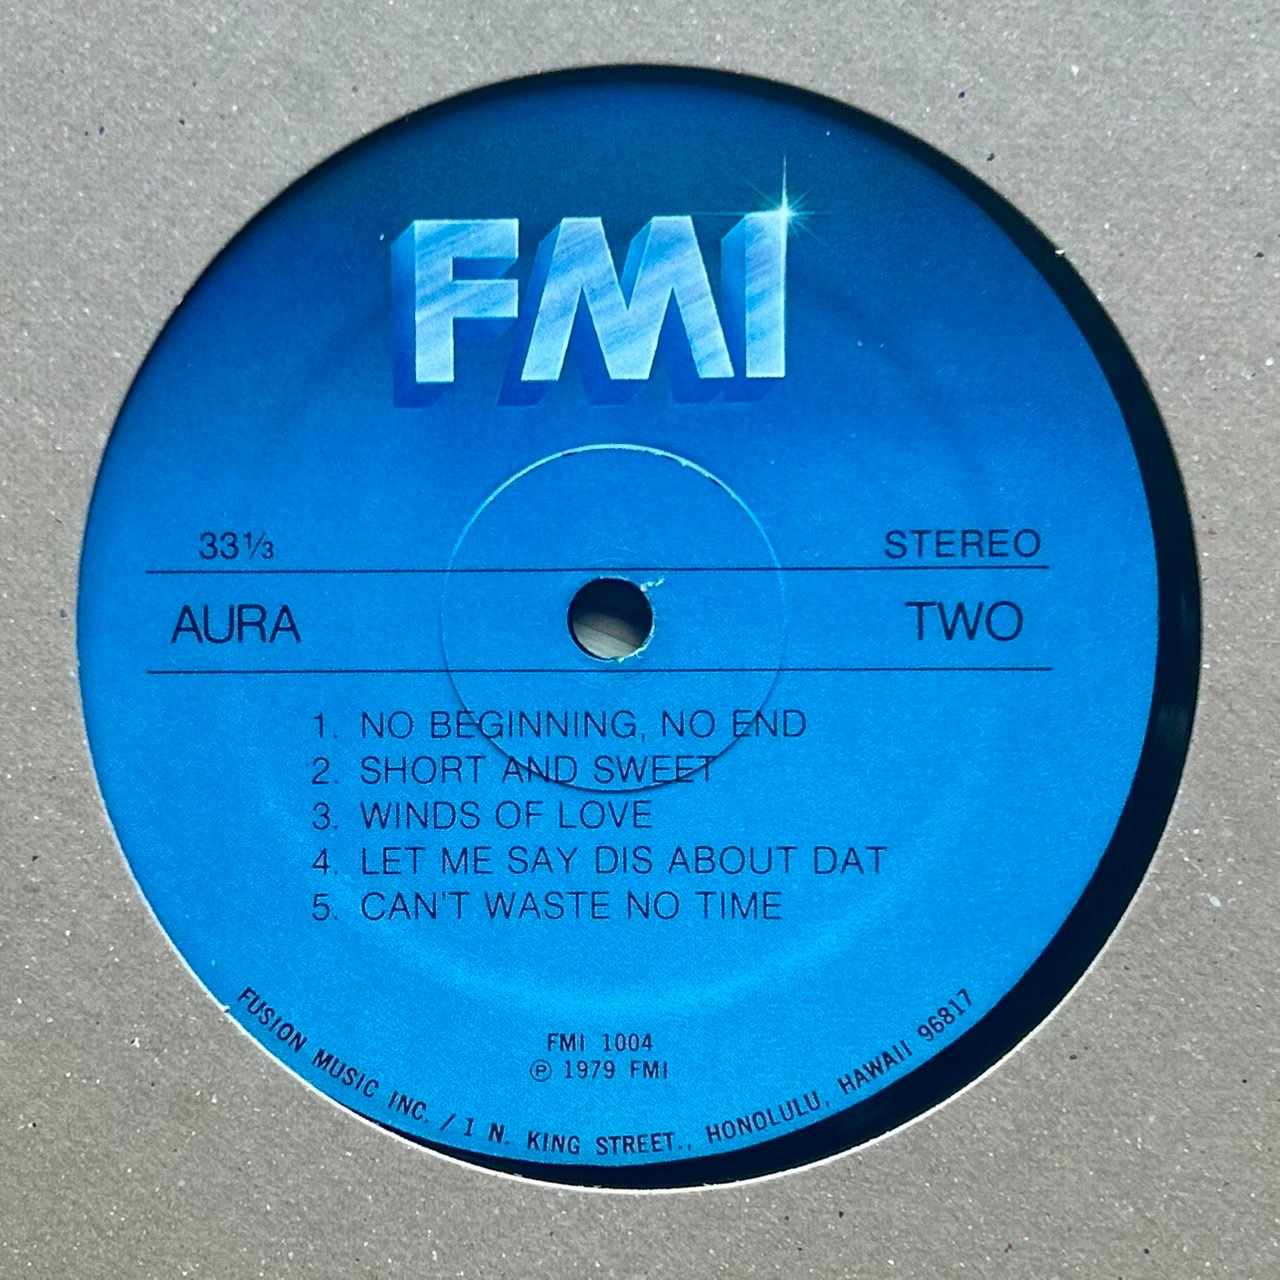 FMI
33⅓ STEREO
AURA TWO
1. NO BEGINNING, NO END
2. SHORT AND SWEET
3. WINDS OF LOVE
4. LET ME SAY DIS ABOUT DAT
5. CAN'T WASTE NO TIME
FMI 1004
℗ 1979 FMI
FUSION MUSIC INC. / 1 N. KING STREET., HONOLULU, HAWAII 96817